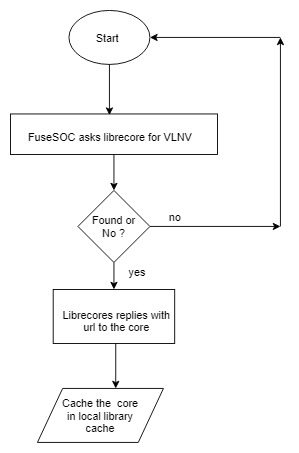 Start
FuseSOC asks librecore for VLNV
Found or
No ?
no
yes
Librecores replies with
url to the core
Cache the core
in local library
cache